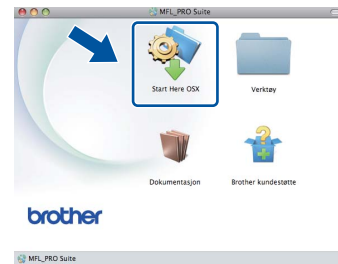 MFL_PRO Suite
Start Here OSX
Verktøy
Dokumentasjon
Brother kundestøtte
brother
MFL_PRO Suite